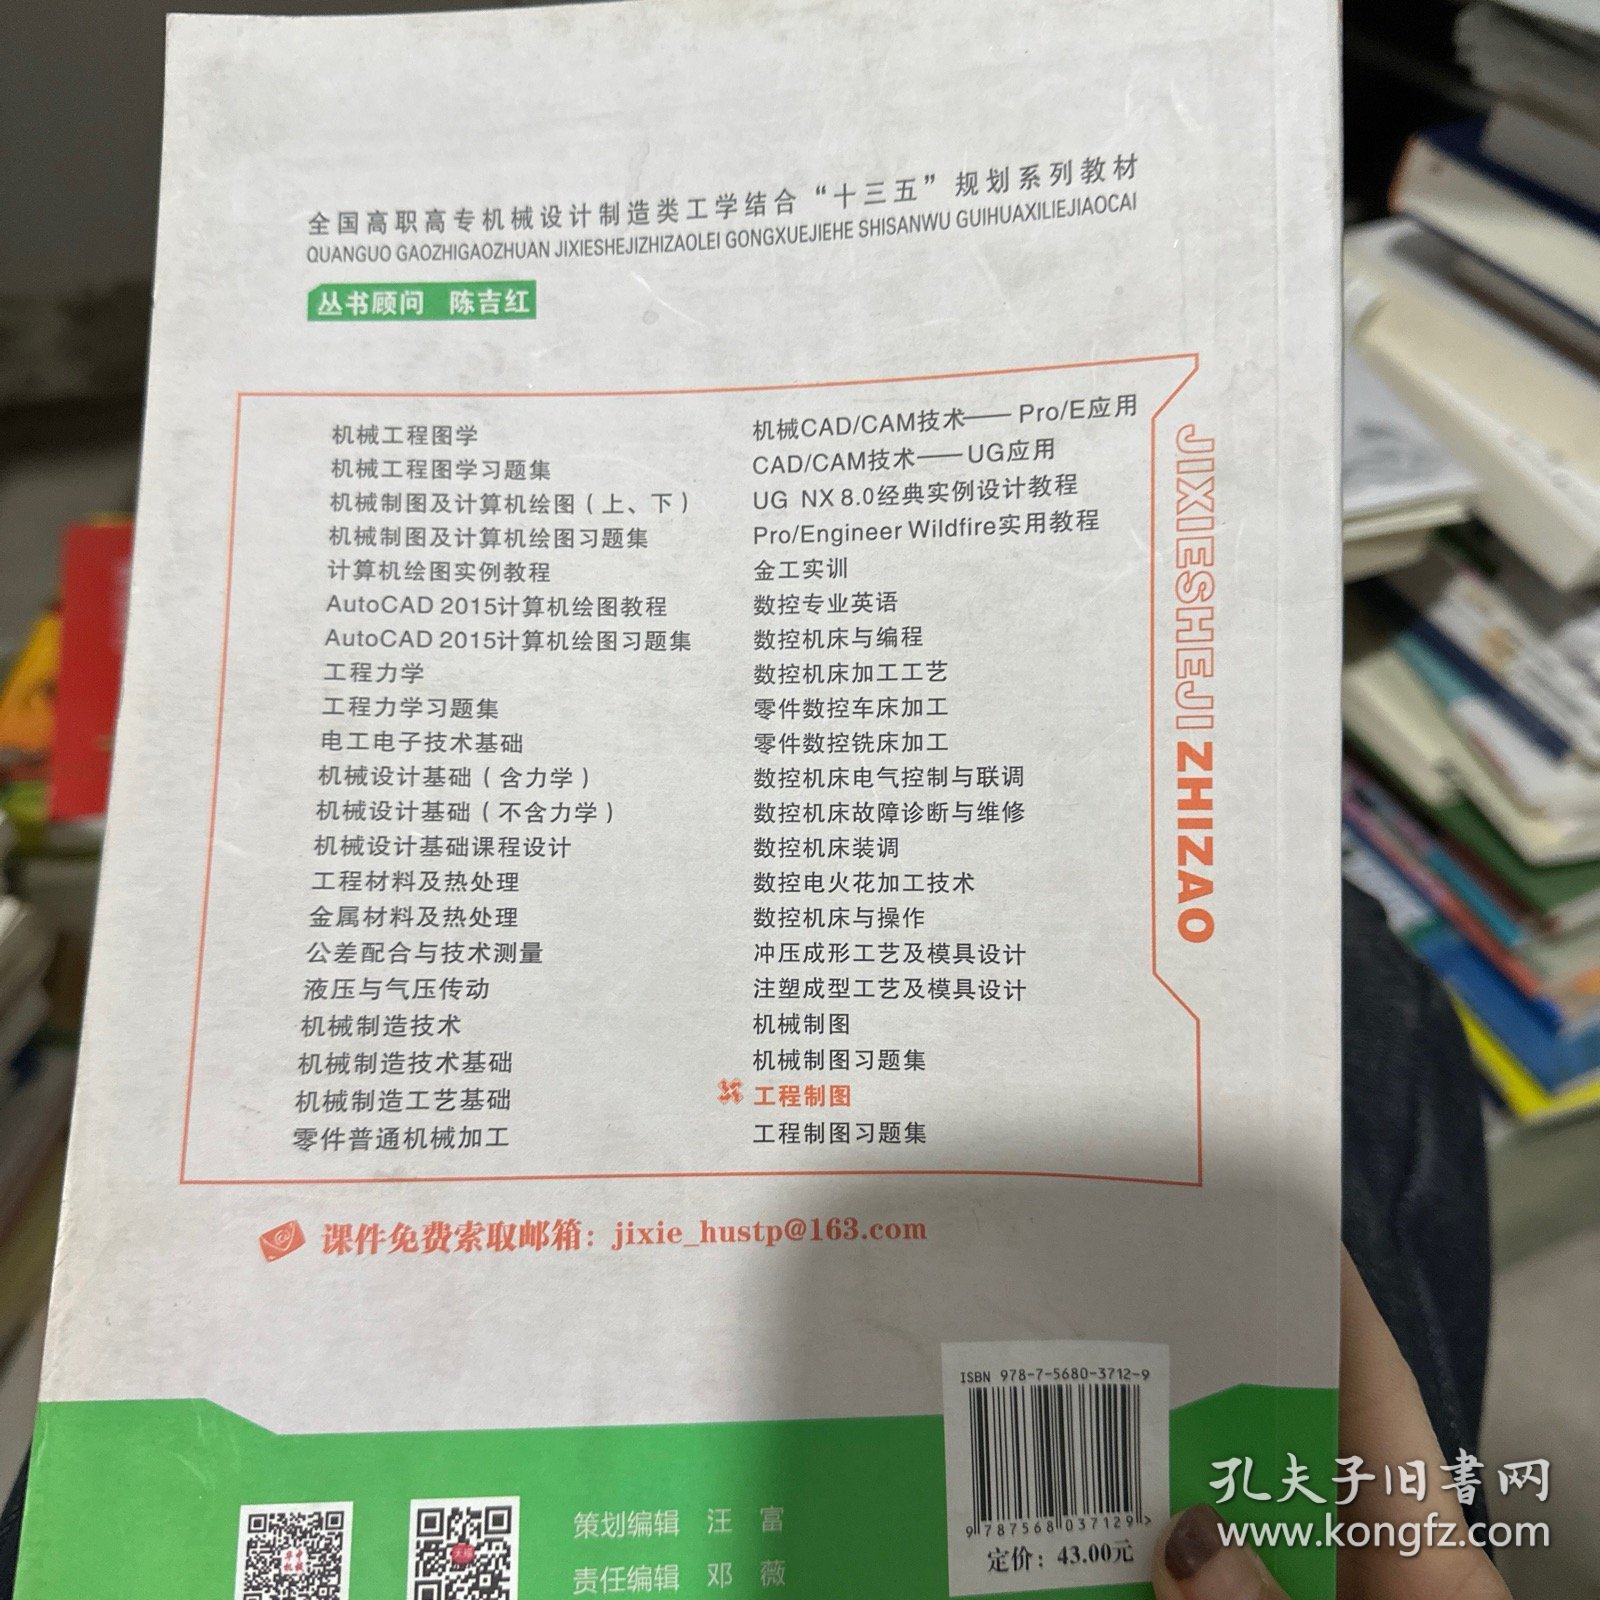 全国高职高专机械设计制造类工学结合“十三五”规划系列教材
QUANGUO GAOZHIGAOZHUAN JIXIESHEJIZHIZAOLEI GONGXUEJIEHE SHISANWU GUIHUAXILIEJIAOCAI
丛书顾问 陈吉红
机械工程图学
机械工程图学习题集
机械制图及计算机绘图(上、下)
机械制图及计算机绘图习题集
计算机绘图实例教程
AutoCAD 2015计算机绘图教程
AutoCAD 2015计算机绘图习题集
工程力学
工程力学习题集
电工电子技术基础
机械设计基础(含力学)
机械设计基础(不含力学)
机械设计基础课程设计
工程材料及热处理
金属材料及热处理
公差配合与技术测量
液压与气压传动
机械制造技术
机械制造技术基础
机械制造工艺基础
零件普通机械加工
机械CAD/CAM技术——Pro/E应用
CAD/CAM技术——UG应用
UG NX 8.0经典实例设计教程
Pro/Engineer Wildfire实用教程
金工实训
数控专业英语
数控机床与编程
数控机床加工工艺
零件数控车床加工
零件数控铣床加工
数控机床电气控制与联调
数控机床故障诊断与维修
数控机床装调
数控电火花加工技术
数控机床与操作
冲压成形工艺及模具设计
注塑成型工艺及模具设计
机械制图
机械制图习题集
工程制图
工程制图习题集
JIXIESHEJI ZHIZAO
课件免费索取邮箱：jixie_hustp@163.com
ISBN 978-7-5680-3712-9
9 787568 037129 >
定价：43.00元
策划编辑 汪 富
责任编辑 邓 薇
孔夫子旧书网
www.kongfz.com